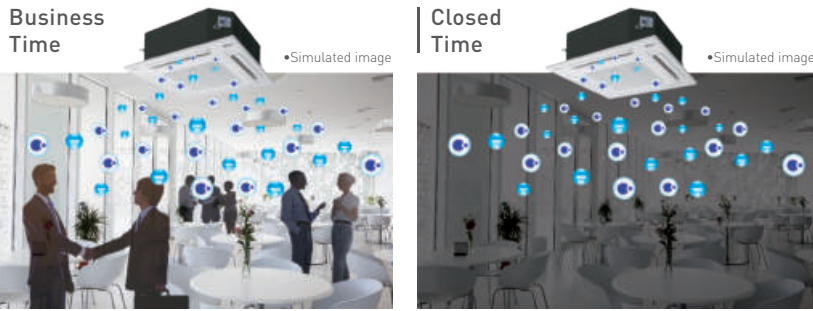 Business
Time
•Simulated image
Closed
Time
•Simulated image